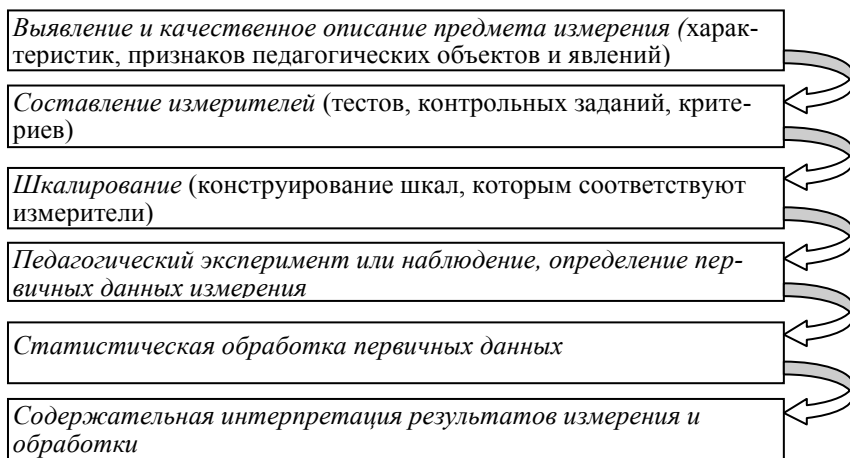 Выявление и качественное описание предмета измерения (харак-
теристик, признаков педагогических объектов и явлений)
Составление измерителей (тестов, контрольных заданий, крите-
риев)
Шкалирование (конструирование шкал, которым соответствуют
измерители)
Педагогический эксперимент или наблюдение, определение пер-
вичных данных измерения
Статистическая обработка первичных данных
Содержательная интерпретация результатов измерения и
обработки